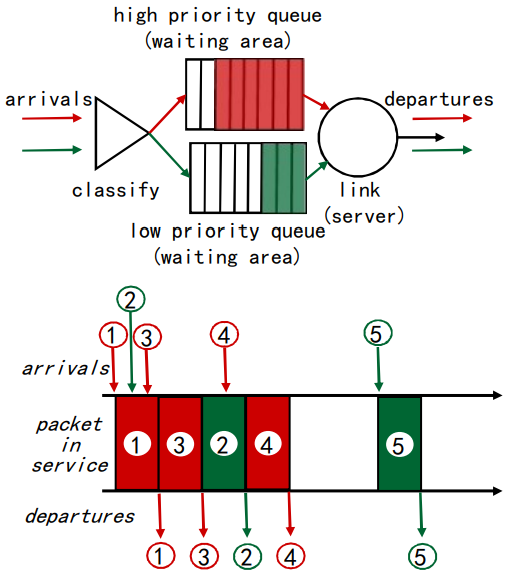 high priority queue
(waiting area)
arrivals
departures
classify
link
(server)
low priority queue
(waiting area)
2
1
3
4
5
arrivals
packet
in
service
1
3
2
4
5
departures
1
3
2
4
5